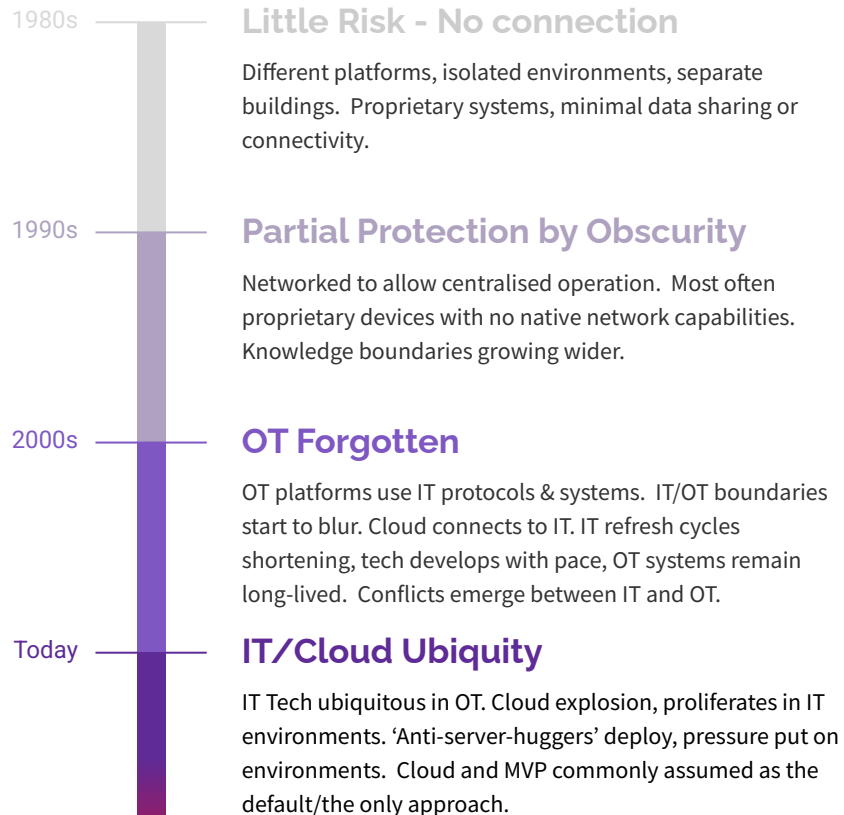 1980s
Little Risk - No connection
Different platforms, isolated environments, separate
buildings.  Proprietary systems, minimal data sharing or
connectivity.
1990s
Partial Protection by Obscurity
Networked to allow centralised operation.  Most often
proprietary devices with no native network capabilities.
Knowledge boundaries growing wider.
2000s
OT Forgotten
OT platforms use IT protocols & systems.  IT/OT boundaries
start to blur. Cloud connects to IT. IT refresh cycles
shortening, tech develops with pace, OT systems remain
long-lived.  Conflicts emerge between IT and OT.
Today
IT/Cloud Ubiquity
IT Tech ubiquitous in OT. Cloud explosion, proliferates in IT
environments. ‘Anti-server-huggers’ deploy, pressure put on
environments.  Cloud and MVP commonly assumed as the
default/the only approach.